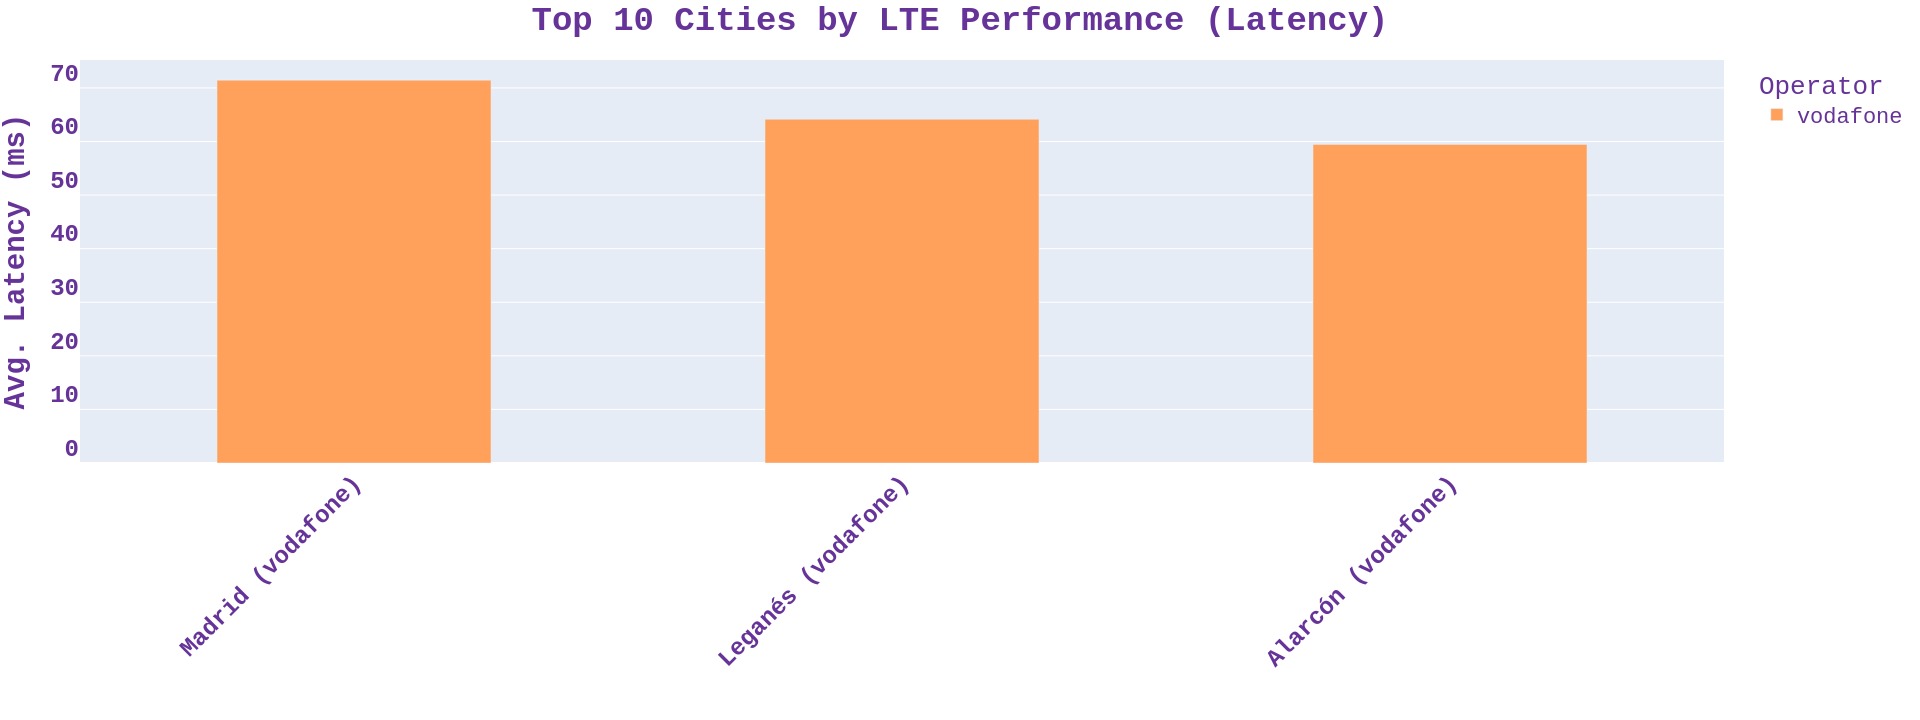 Top 10 Cities by LTE Performance (Latency)
Avg. Latency (ms)
70
60
50
40
30
20
10
0
Madrid (vodafone)
Leganés (vodafone)
Alarcón (vodafone)
Operator
vodafone